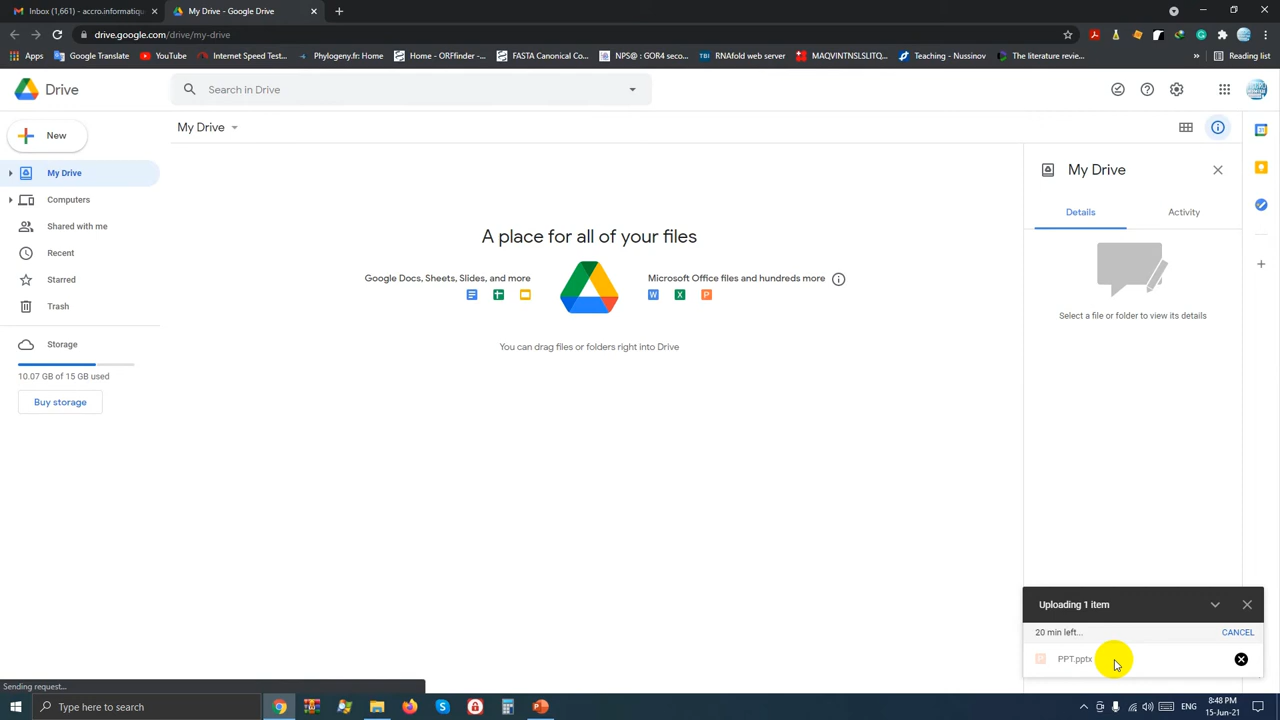 Inbox (1,661) - accro.informatiqu
My Drive - Google Drive
drive.google.com/drive/my-drive
Apps
Google Translate
YouTube
Internet Speed Test...
Phylogeny.fr: Home
Home - ORFfinder -...
FASTA Canonical Co...
NPS@ : GOR4 seco...
TBI
RNAfold web server
MAQVINTNSLSLITQ...
Teaching - Nussinov
The literature revie...
»
Reading list
Drive
Search in Drive
New
My Drive
My Drive
Computers
Shared with me
Recent
Starred
Trash
Storage
10.07 GB of 15 GB used
Buy storage
A place for all of your files
Google Docs, Sheets, Slides, and more
Microsoft Office files and hundreds more
W X P
You can drag files or folders right into Drive
My Drive
Details
Activity
Select a file or folder to view its details
Uploading 1 item
20 min left...
CANCEL
PPT.pptx
Sending request...
Type here to search
ENG
8:48 PM
15-Jun-21